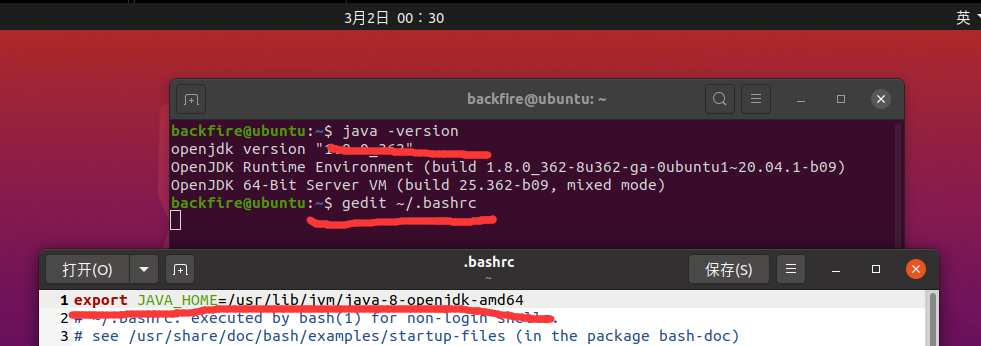 3月2日 00：30
英
backfire@ubuntu: ~
backfire@ubuntu:~$ java -version
openjdk version "1.8.0_362"
OpenJDK Runtime Environment (build 1.8.0_362-8u362-ga-0ubuntu1~20.04.1-b09)
OpenJDK 64-Bit Server VM (build 25.362-b09, mixed mode)
backfire@ubuntu:~$ gedit ~/.bashrc
打开(O)
.bashrc
~
保存(S)
1 export JAVA_HOME=/usr/lib/jvm/java-8-openjdk-amd64
2 # ~/.bashrc: executed by bash(1) for non-login shells.
3 # see /usr/share/doc/bash/examples/startup-files (in the package bash-doc)